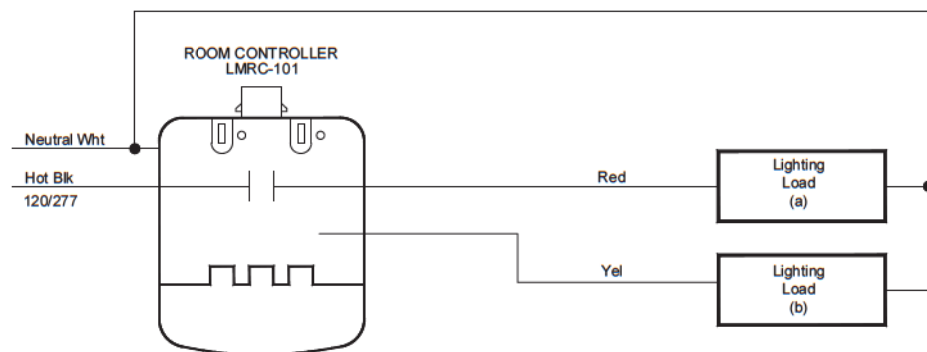 ROOM CONTROLLER
LMRC-101
Neutral Wht
Hot Blk
120/277
Red
Lighting
Load
(a)
Yel
Lighting
Load
(b)